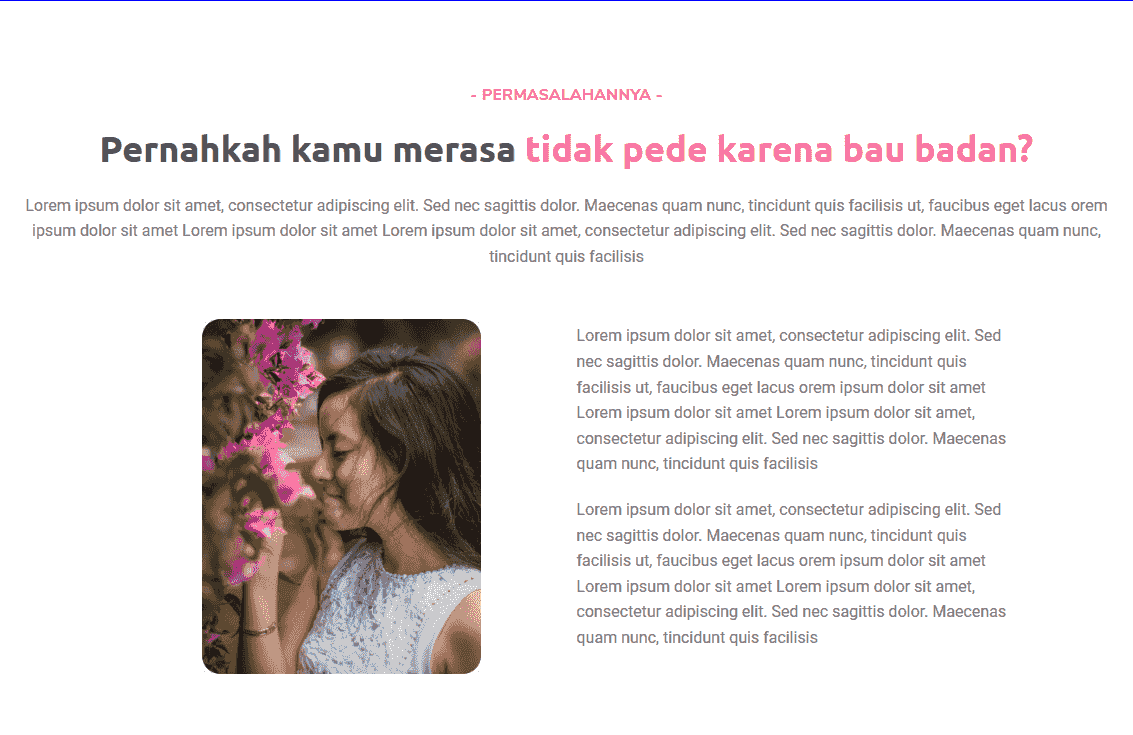 - PERMASALAHANNYA -
Pernahkah kamu merasa tidak pede karena bau badan?
Lorem ipsum dolor sit amet, consectetur adipiscing elit. Sed nec sagittis dolor. Maecenas quam nunc, tincidunt quis facilisis ut, faucibus eget lacus orem
ipsum dolor sit amet Lorem ipsum dolor sit amet Lorem ipsum dolor sit amet, consectetur adipiscing elit. Sed nec sagittis dolor. Maecenas quam nunc,
tincidunt quis facilisis
Lorem ipsum dolor sit amet, consectetur adipiscing elit. Sed
nec sagittis dolor. Maecenas quam nunc, tincidunt quis
facilisis ut, faucibus eget lacus orem ipsum dolor sit amet
Lorem ipsum dolor sit amet Lorem ipsum dolor sit amet,
consectetur adipiscing elit. Sed nec sagittis dolor. Maecenas
quam nunc, tincidunt quis facilisis
Lorem ipsum dolor sit amet, consectetur adipiscing elit. Sed
nec sagittis dolor. Maecenas quam nunc, tincidunt quis
facilisis ut, faucibus eget lacus orem ipsum dolor sit amet
Lorem ipsum dolor sit amet Lorem ipsum dolor sit amet,
consectetur adipiscing elit. Sed nec sagittis dolor. Maecenas
quam nunc, tincidunt quis facilisis